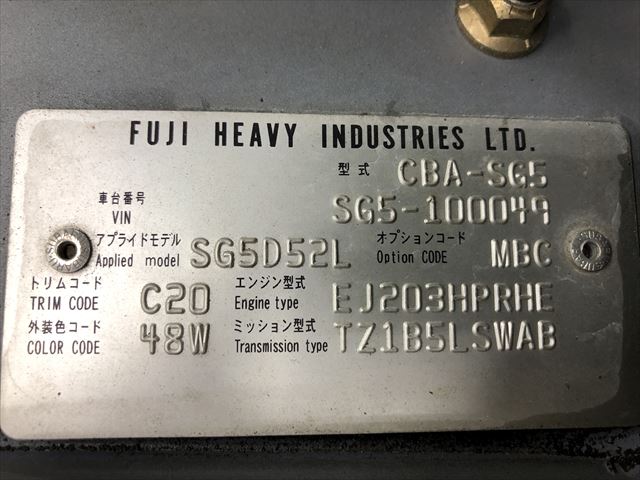 FUJI HEAVY INDUSTRIES LTD.
型式 CBA-SG5
車台番号 VIN SG5-100049
アプライドモデル Applied model SG5D52L オプションコード Option CODE MBC
トリムコード TRIM CODE C20 エンジン型式 Engine type EJ203HPRHE
外装色コード COLOR CODE 48W ミッション型式 Transmission type TZ1B5LSWAB